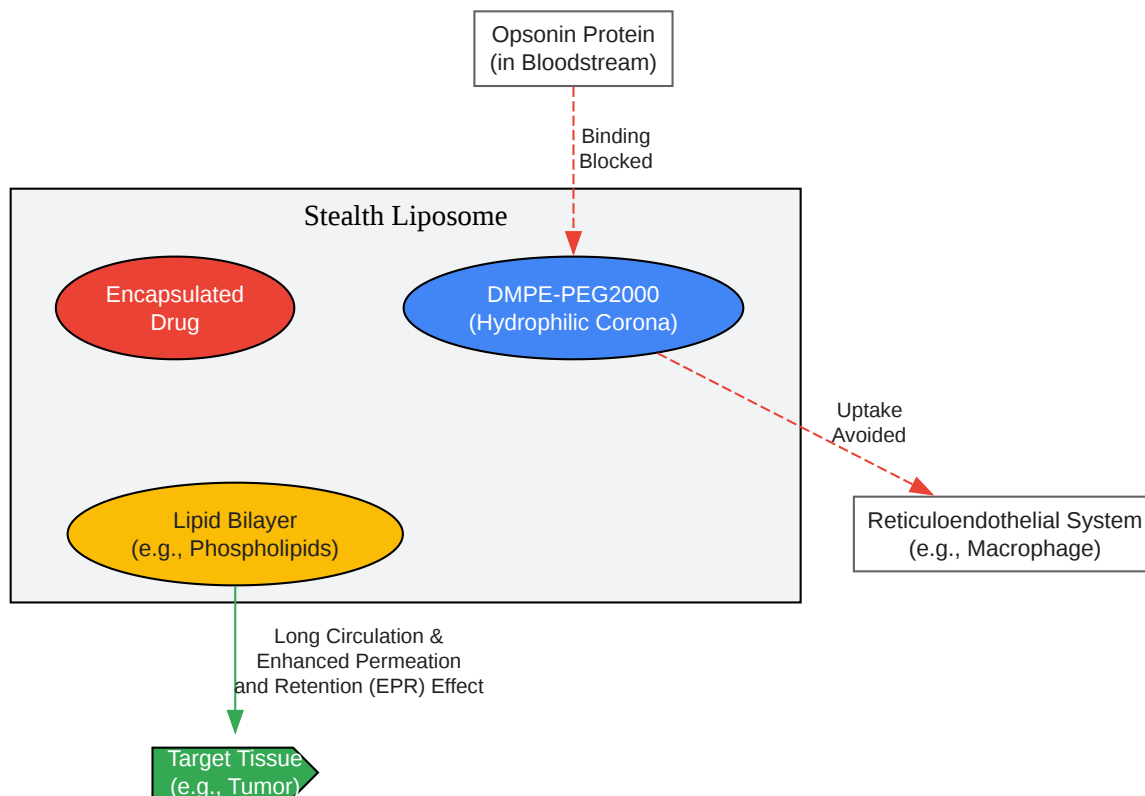 Opsonin Protein
(in Bloodstream)
Binding
Blocked
Stealth Liposome
Encapsulated
Drug
DMPE-PEG2000
(Hydrophilic Corona)
Uptake
Avoided
Reticuloendothelial System
(e.g., Macrophage)
Lipid Bilayer
(e.g., Phospholipids)
Long Circulation &
Enhanced Permeation
and Retention (EPR) Effect
Target Tissue
(e.g., Tumor)